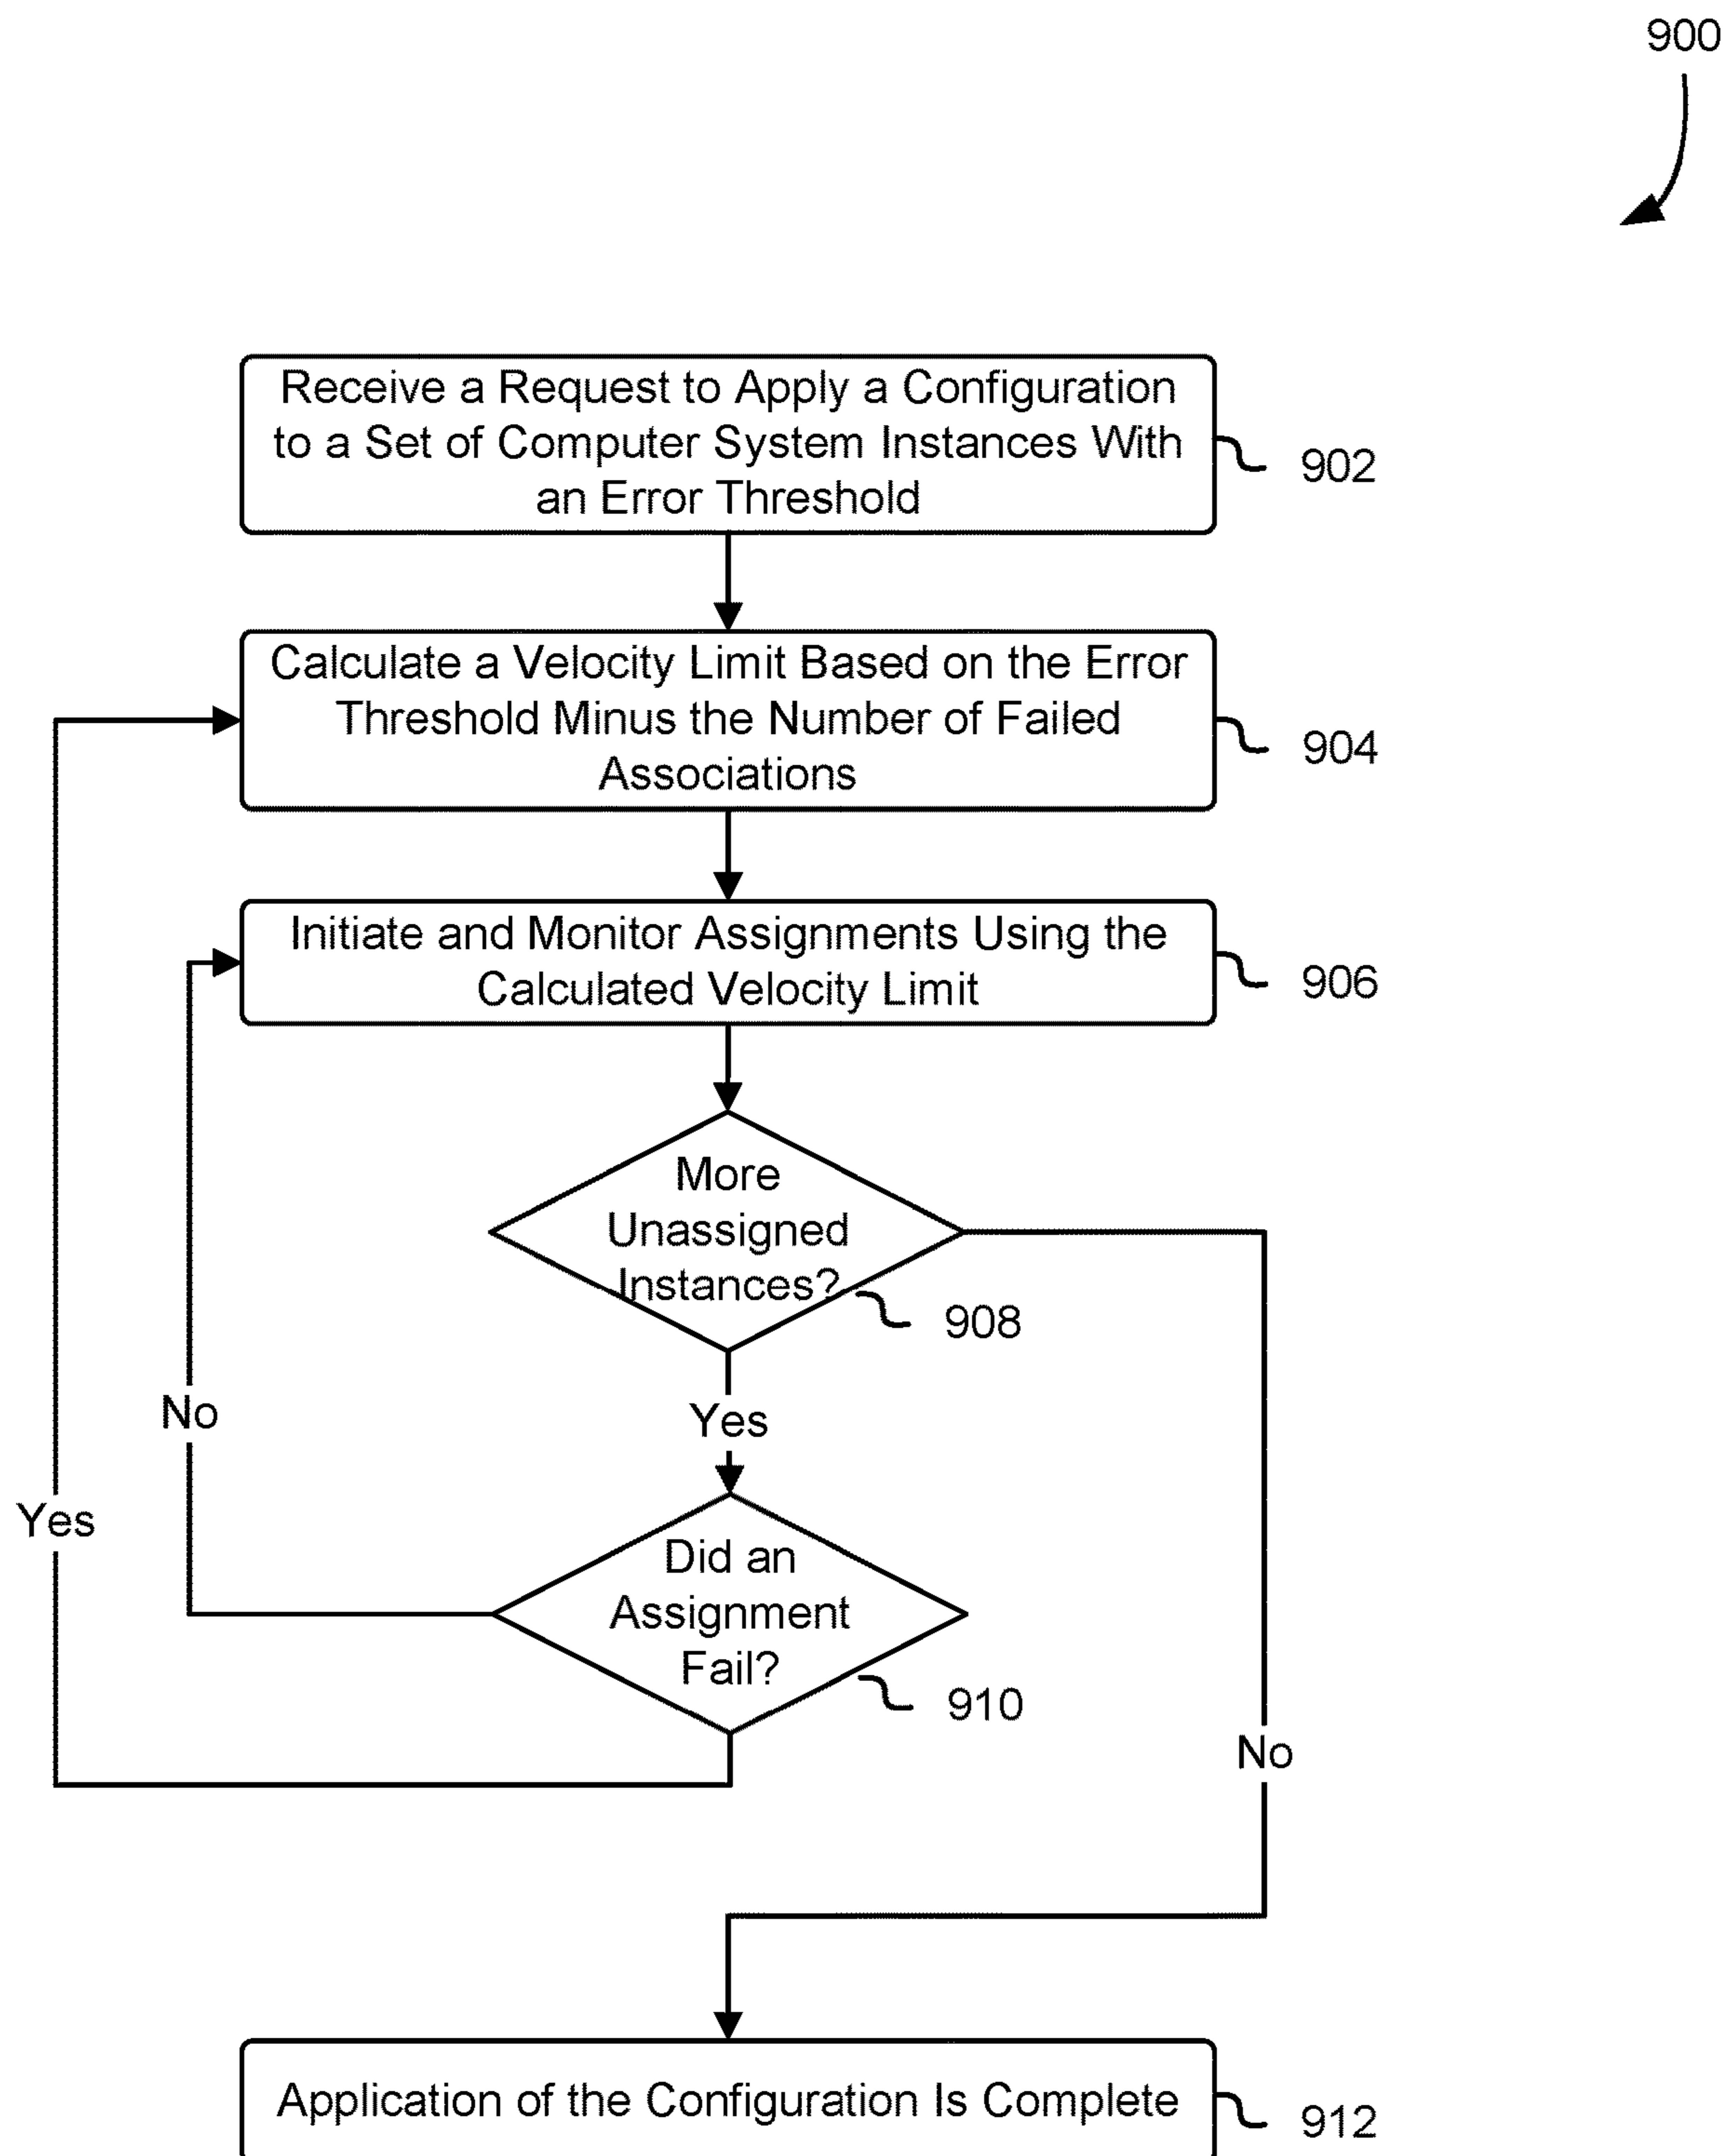 900
Receive a Request to Apply a Configuration
to a Set of Computer System Instances With
an Error Threshold
902
Calculate a Velocity Limit Based on the Error
Threshold Minus the Number of Failed
Associations
904
Initiate and Monitor Assignments Using the
Calculated Velocity Limit
906
More
Unassigned
Instances?
908
No
Yes
Yes
Did an
Assignment
Fail?
910
No
Application of the Configuration Is Complete
912